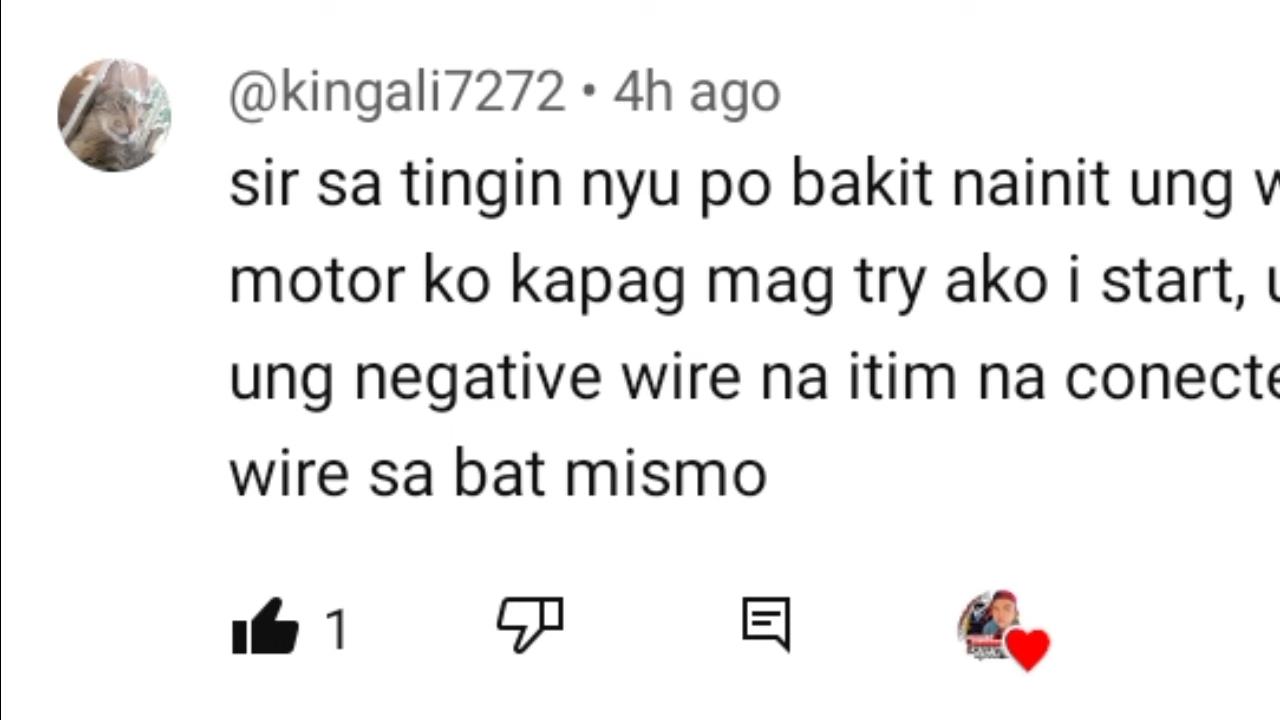 @kingali7272 • 4h ago
sir sa tingin nyu po bakit nainit ung
motor ko kapag mag try ako i start,
ung negative wire na itim na conecte
wire sa bat mismo
1